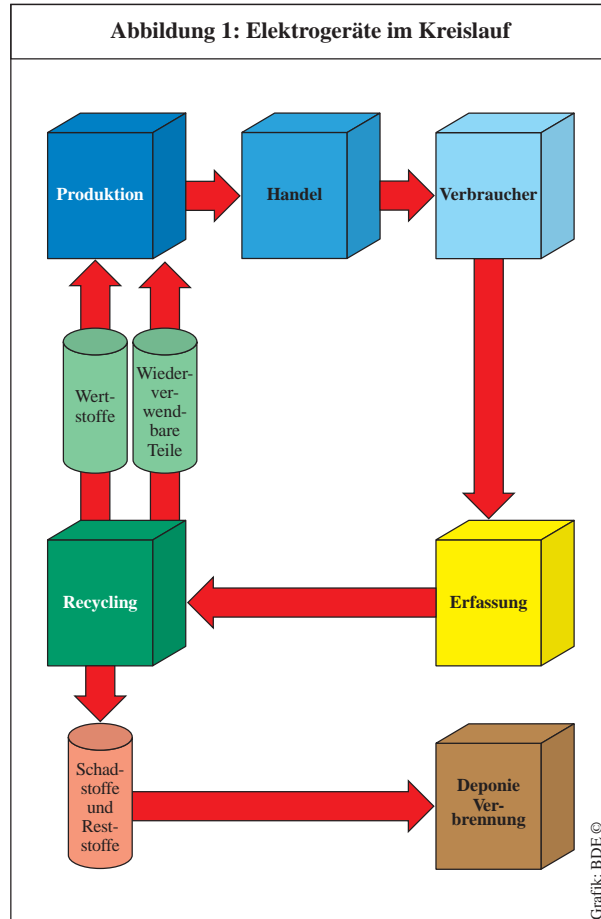 Abbildung 1: Elektrogeräte im Kreislauf
Produktion
Handel
Verbraucher
Wert-
stoffe
Wieder-
ver-
wend-
bare
Teile
Recycling
Erfassung
Schad-
stoffe
und
Rest-
stoffe
Deponie
Ver-
brennung
Grafik: BDE ©